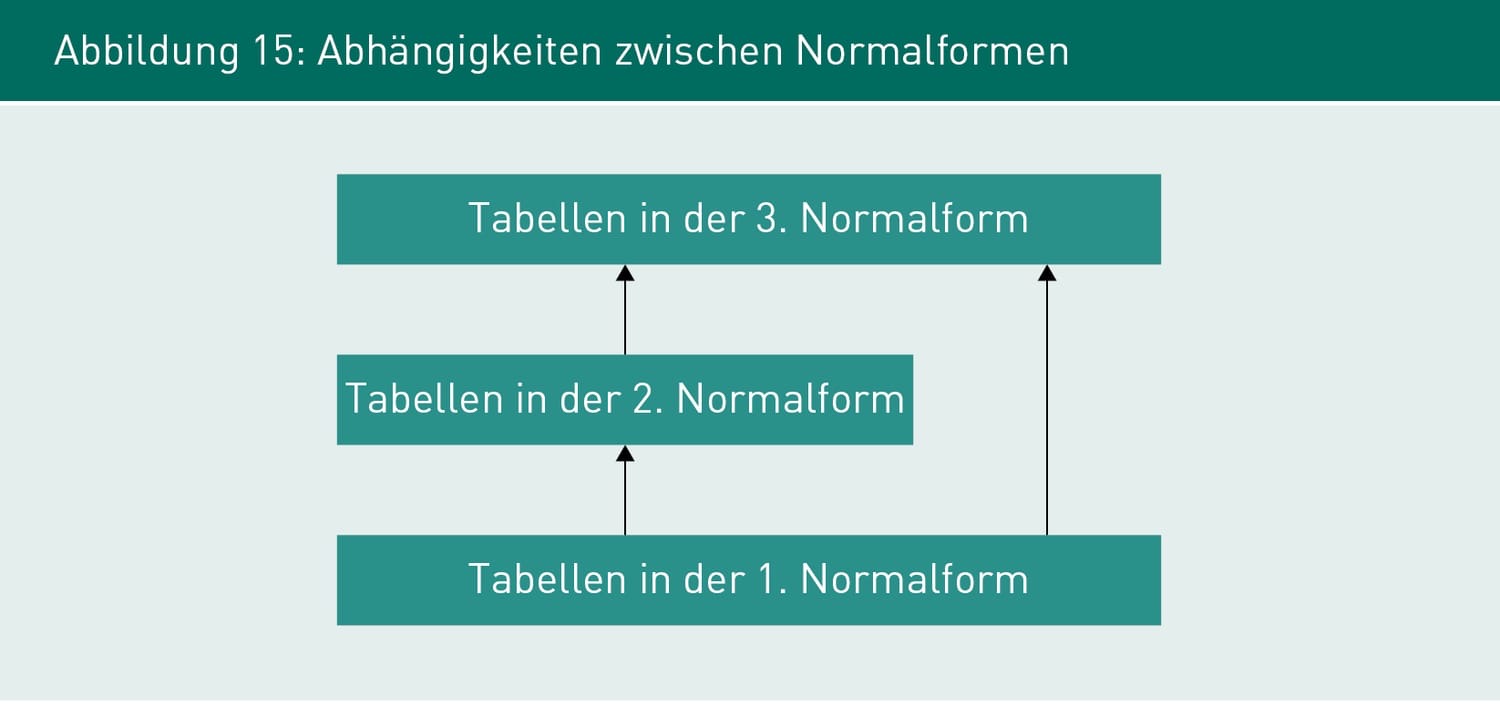 Abbildung 15: Abhängigkeiten zwischen Normalformen
Tabellen in der 3. Normalform
Tabellen in der 2. Normalform
Tabellen in der 1. Normalform